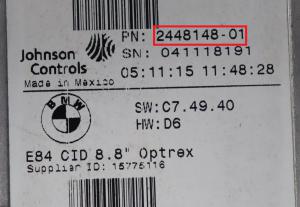 PN: 2448148-01
Johnson
Controls
SN: 041118191
05:11:15 11:48:28
Made in Mexico
BMW
SW:C7.49.40
HW:D6
E84 CID 8.8" Optrex
Supplier ID: 15775116